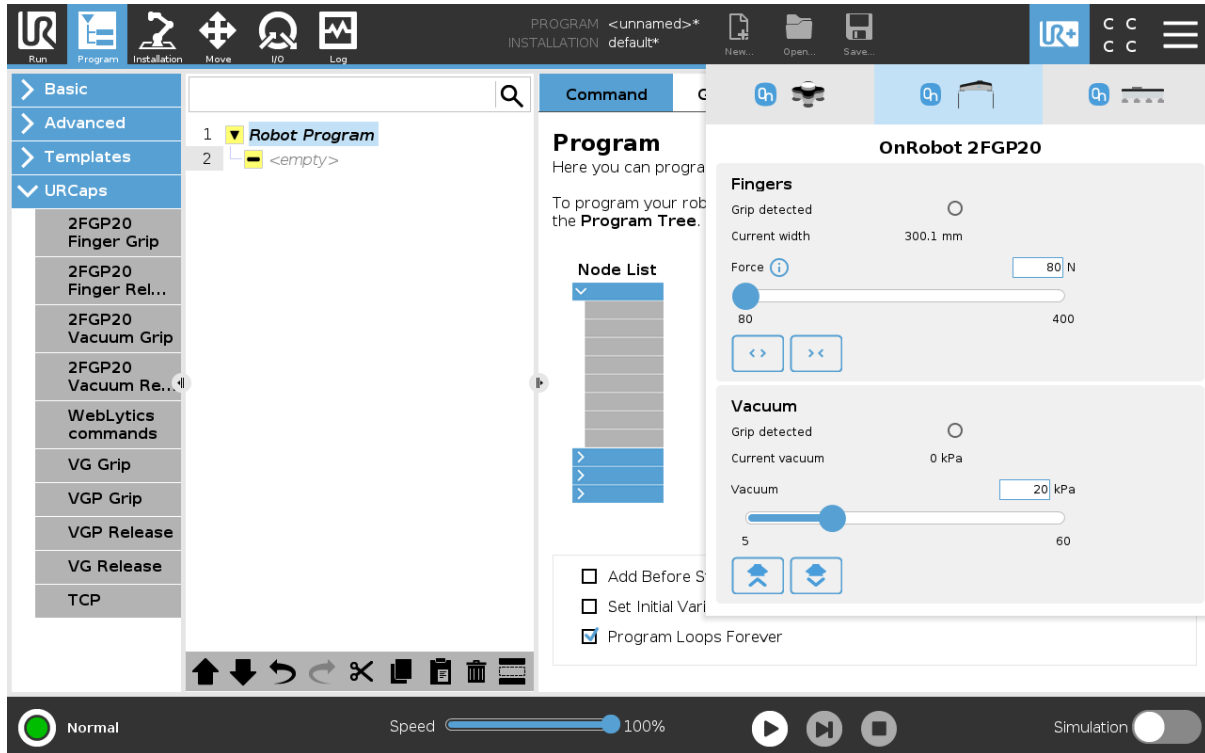 UR
PROGRAM <unnamed>*
INSTALLATION default*
UR+
C C
C C
Run
Program
Installation
Move
I/O
Log
New...
Open...
Save...
Basic
Advanced
Templates
URCaps
2FGP20
Finger Grip
2FGP20
Finger Rel...
2FGP20
Vacuum Grip
2FGP20
Vacuum Re...
WebLytics
commands
VG Grip
VGP Grip
VGP Release
VG Release
TCP
1 Robot Program
2 <empty>
Command G
Program
Here you can progra
To program your rob
the Program Tree.
Node List
Add Before S
Set Initial Vari
Program Loops Forever
On
On
On
OnRobot 2FGP20
Fingers
Grip detected
Current width 300.1 mm
Force i 80 N
80 400
< > > <
Vacuum
Grip detected
Current vacuum 0 kPa
Vacuum 20 kPa
5 60
Normal
Speed 100%
Simulation